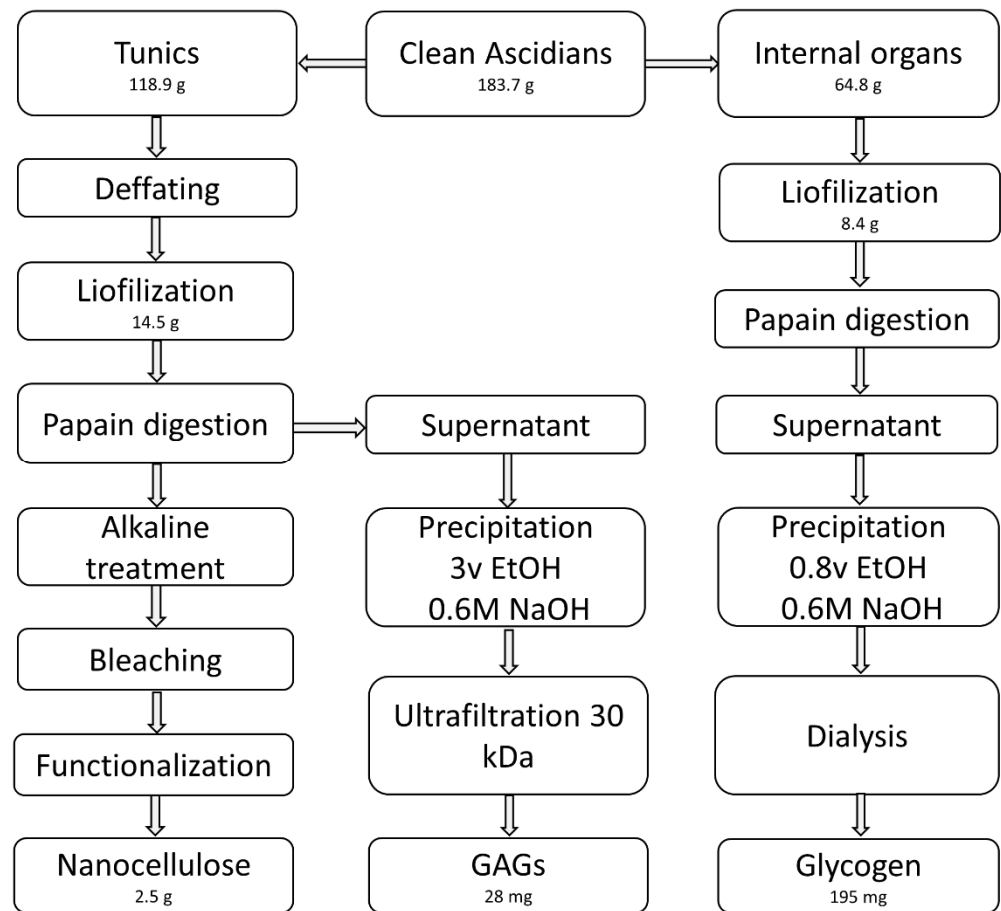 Tunics
118.9 g
Clean Ascidians
183.7 g
Internal organs
64.8 g
Deffating
Liofilization
14.5 g
Papain digestion
Alkaline
treatment
Bleaching
Functionalization
Nanocellulose
2.5 g
Supernatant
Precipitation
3v EtOH
0.6M NaOH
Ultrafiltration 30
kDa
GAGs
28 mg
Liofilization
8.4 g
Papain digestion
Supernatant
Precipitation
0.8v EtOH
0.6M NaOH
Dialysis
Glycogen
195 mg